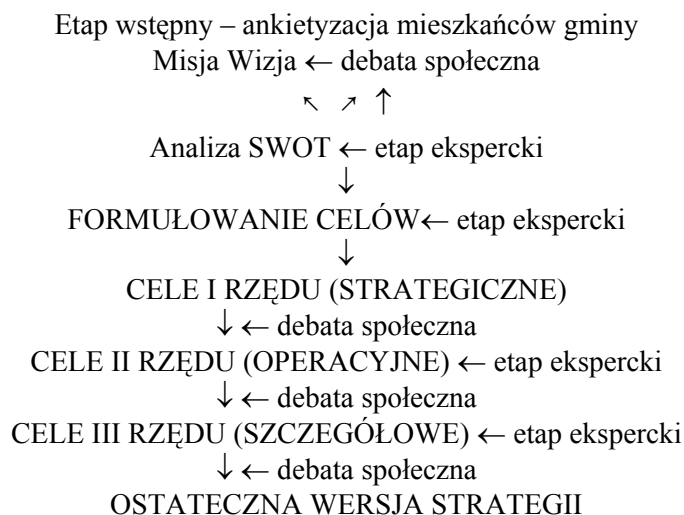 Etap wstępny – ankietyzacja mieszkańców gminy
Misja Wizja ← debata społeczna
↖ ↗ ↑
Analiza SWOT ← etap ekspercki
↓
FORMUŁOWANIE CELÓW← etap ekspercki
↓
CELE I RZĘDU (STRATEGICZNE)
↓ ← debata społeczna
CELE II RZĘDU (OPERACYJNE) ← etap ekspercki
↓ ← debata społeczna
CELE III RZĘDU (SZCZEGÓŁOWE) ← etap ekspercki
↓ ← debata społeczna
OSTATECZNA WERSJA STRATEGII